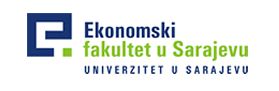 Ekonomski
fakultet u Sarajevu
UNIVERZITET U SARAJEVU